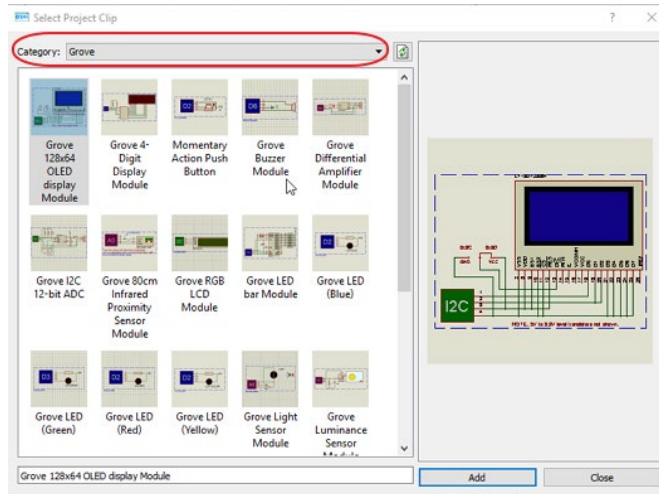 Select Project Clip
Category: Grove
Grove
128x64
OLED
display
Module
Grove 4-
Digit
Display
Module
Momentary
Action Push
Button
Grove
Buzzer
Module
Grove
Differential
Amplifier
Module
Grove I2C
12-bit ADC
Grove 80cm
Infrared
Proximity
Sensor
Module
Grove RGB
LCD
Module
Grove LED
bar Module
Grove LED
(Blue)
Grove LED
(Green)
Grove LED
(Red)
Grove LED
(Yellow)
Grove Light
Sensor
Module
Grove
Luminance
Sensor
I2C
Grove 128x64 OLED display Module
Add
Close